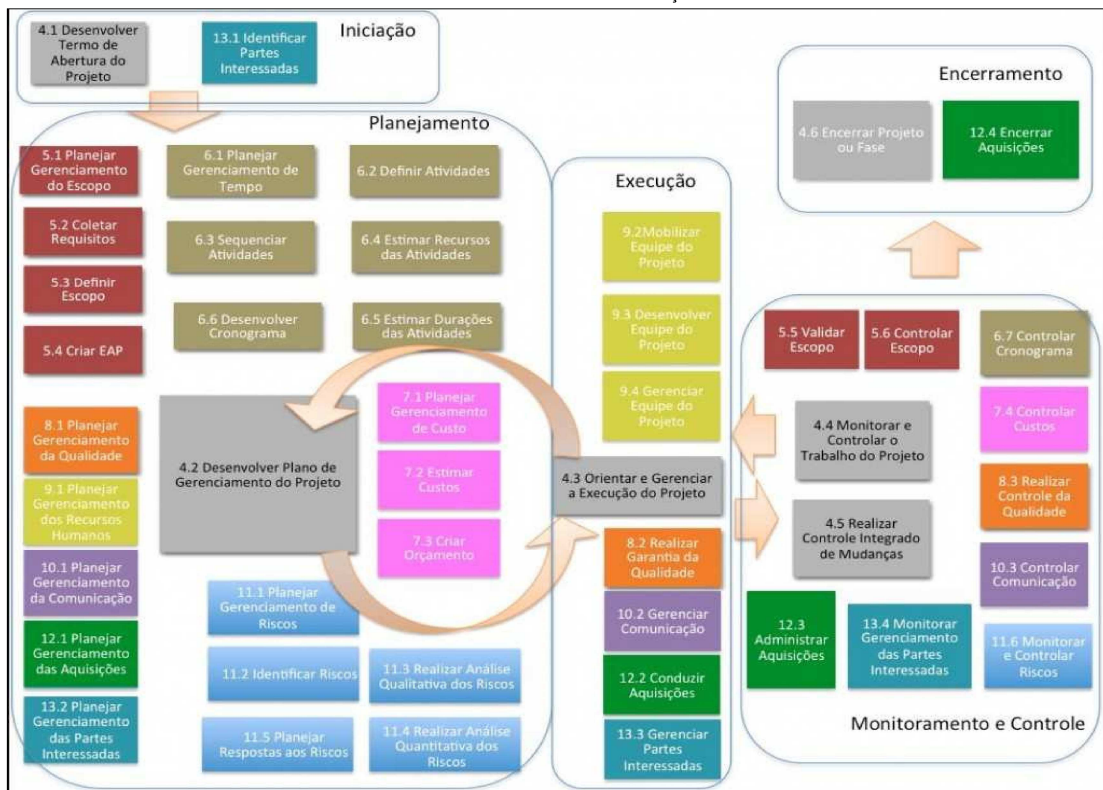 Iniciação
4.1 Desenvolver
Termo de
Abertura do
Projeto
13.1 Identificar
Partes
Interessadas
Planejamento
5.1 Planejar
Gerenciamento
do Escopo
6.1 Planejar
Gerenciamento de
Tempo
6.2 Definir Atividades
5.2 Coletar
Requisitos
6.3 Sequenciar
Atividades
6.4 Estimar Recursos
das Atividades
5.3 Definir
Escopo
6.6 Desenvolver
Cronograma
6.5 Estimar Durações
das Atividades
5.4 Criar EAP
7.1 Planejar
Gerenciamento
de Custo
8.1 Planejar
Gerenciamento
da Qualidade
4.2 Desenvolver Plano de
Gerenciamento do Projeto
7.2 Estimar
Custos
9.1 Planejar
Gerenciamento
dos Recursos
Humanos
7.3 Criar
Orçamento
10.1 Planejar
Gerenciamento
da Comunicação
11.1 Planejar
Gerenciamento de
Riscos
12.1 Planejar
Gerenciamento
das Aquisições
11.2 Identificar Riscos
11.3 Realizar Análise
Qualitativa dos Riscos
13.2 Planejar
Gerenciamento
das Partes
Interessadas
11.5 Planejar
Respostas aos Riscos
11.4 Realizar Análise
Quantitativa dos
Riscos
Execução
9.2Mobilizar
Equipe do
Projeto
9.3 Desenvolver
Equipe do
Projeto
9.4 Gerenciar
Equipe do
Projeto
4.3 Orientar e Gerenciar
a Execução do Projeto
8.2 Realizar
Garantia da
Qualidade
10.2 Gerenciar
Comunicação
12.2 Conduzir
Aquisições
13.3 Gerenciar
Partes
Interessadas
Encerramento
4.6 Encerrar Projeto
ou Fase
12.4 Encerrar
Aquisições
5.5 Validar
Escopo
5.6 Controlar
Escopo
6.7 Controlar
Cronograma
4.4 Monitorar e
Controlar o
Trabalho do Projeto
7.4 Controlar
Custos
4.5 Realizar
Controle Integrado
de Mudanças
8.3 Realizar
Controle da
Qualidade
10.3 Controlar
Comunicação
12.3
Administrar
Aquisições
13.4 Monitorar
Gerenciamento
das Partes
Interessadas
11.6 Monitorar
e Controlar
Riscos
Monitoramento e Controle